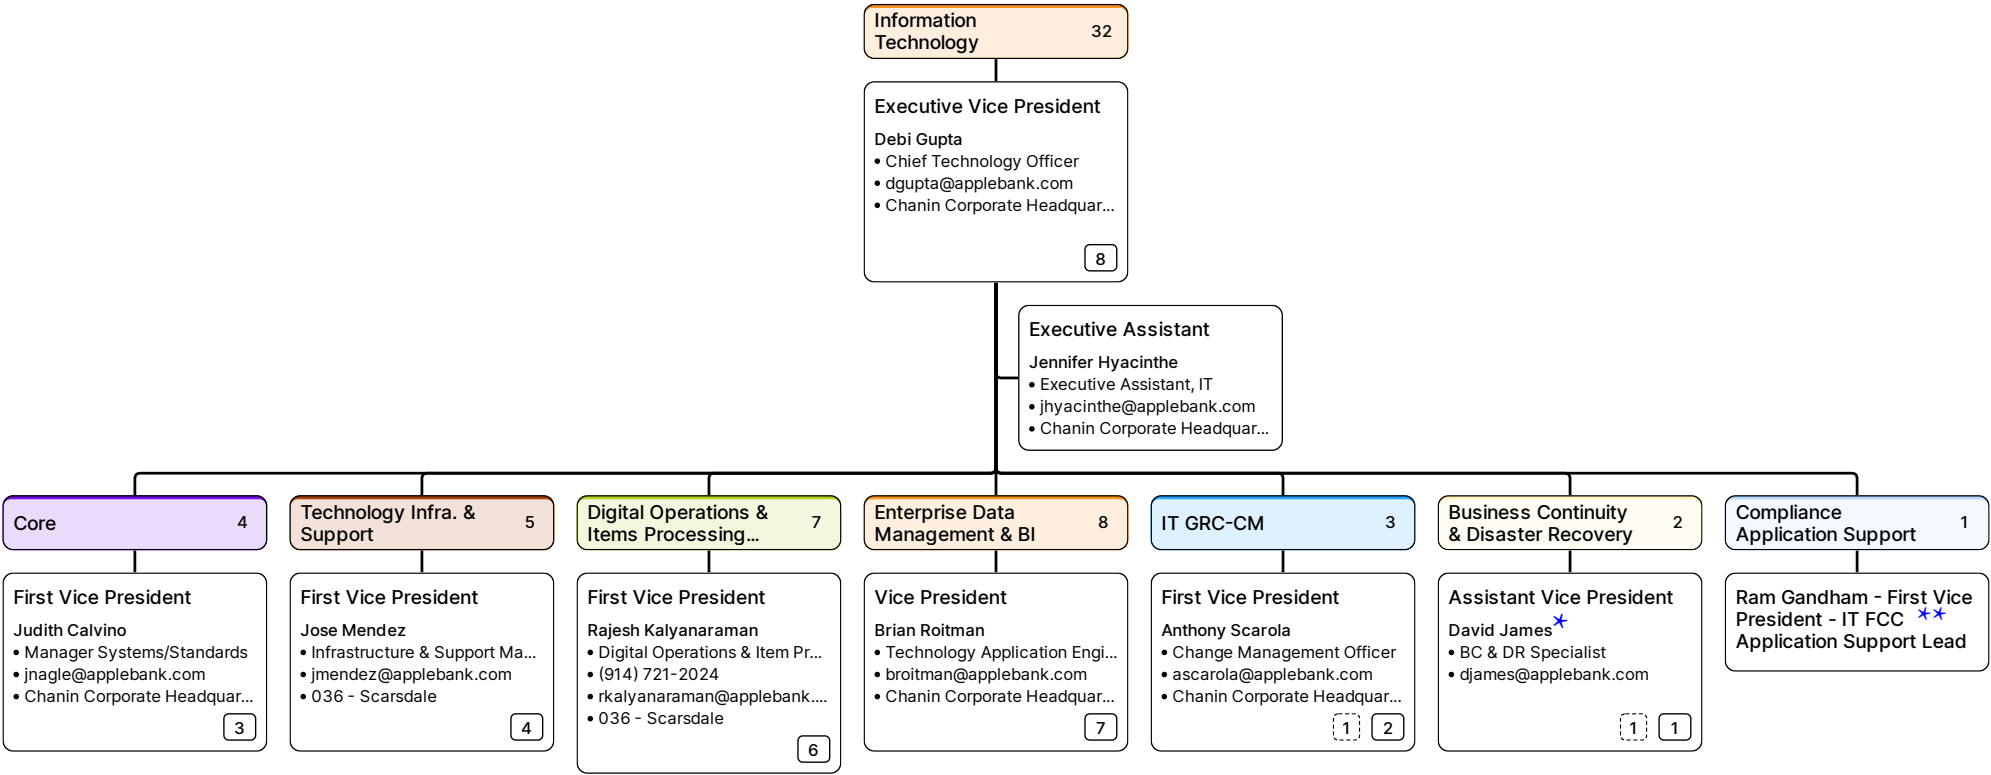 Information
Technology
32
Executive Vice President
Debi Gupta
• Chief Technology Officer
• dgupta@applebank.com
• Chanin Corporate Headquar...
8
Executive Assistant
Jennifer Hyacinthe
• Executive Assistant, IT
• jhyacinthe@applebank.com
• Chanin Corporate Headquar...
Core
4
First Vice President
Judith Calvino
• Manager Systems/Standards
• jnagle@applebank.com
• Chanin Corporate Headquar...
3
Technology Infra. &
Support
5
First Vice President
Jose Mendez
• Infrastructure & Support Ma...
• jmendez@applebank.com
• 036 - Scarsdale
4
Digital Operations &
Items Processing...
7
First Vice President
Rajesh Kalyanaraman
• Digital Operations & Item Pr...
• (914) 721-2024
• rkalyanaraman@applebank....
• 036 - Scarsdale
6
Enterprise Data
Management & BI
8
Vice President
Brian Roitman
• Technology Application Engi...
• broitman@applebank.com
• Chanin Corporate Headquar...
7
IT GRC-CM
3
First Vice President
Anthony Scarola
• Change Management Officer
• ascarola@applebank.com
• Chanin Corporate Headquar...
1 2
Business Continuity
& Disaster Recovery
2
Assistant Vice President
David James*
• BC & DR Specialist
• djames@applebank.com
1 1
Compliance
Application Support
1
Ram Gandham - First Vice
President - IT FCC **
Application Support Lead